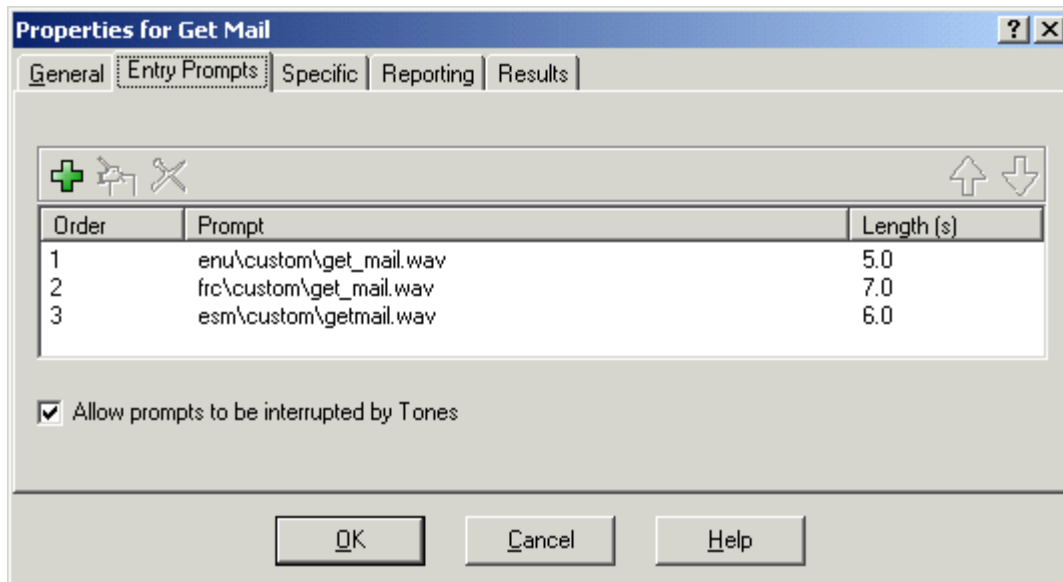 Properties for Get Mail
General Entry Prompts Specific Reporting Results
Order Prompt Length (s)
1 enu\custom\get_mail.wav 5.0
2 frc\custom\get_mail.wav 7.0
3 esm\custom\getmail.wav 6.0
Allow prompts to be interrupted by Tones
OK Cancel Help